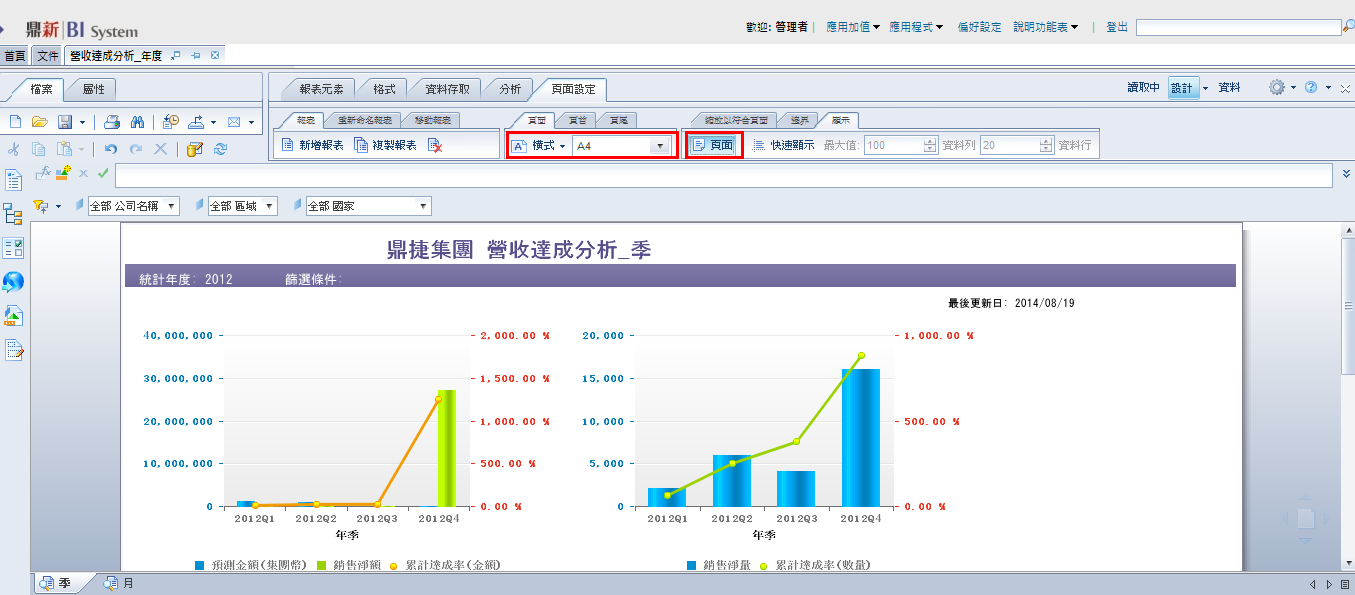 鼎新 BI System
歡迎: 管理者 | 應用加值 應用程式 偏好設定 說明功能表 | 登出
首頁 文件 營收達成分析_年度
檔案 屬性 報表元素 格式 資料存取 分析 頁面設定 讀取中 設計 資料
報表 重新命名報表 移動報表 頁面 頁首 頁尾 縮放以符合頁面 邊界 顯示
新增報表 複製報表 橫式 A4 頁面 快速顯示 最大值: 100 資料列 20 資料行
全部 公司名稱 全部 區域 全部 國家
鼎捷集團 營收達成分析_季
統計年度: 2012 篩選條件:
最後更新日: 2014/08/19
40,000,000 2,000.00 % 20,000 1,000.00 %
30,000,000 1,500.00 % 15,000
20,000,000 1,000.00 % 10,000 500.00 %
10,000,000 500.00 % 5,000
0 0.00 % 0 0.00 %
2012Q1 2012Q2 2012Q3 2012Q4 2012Q1 2012Q2 2012Q3 2012Q4
年季 年季
預測金額(集團幣) 銷售淨額 累計達成率(金額) 銷售淨量 累計達成率(數量)
季 月